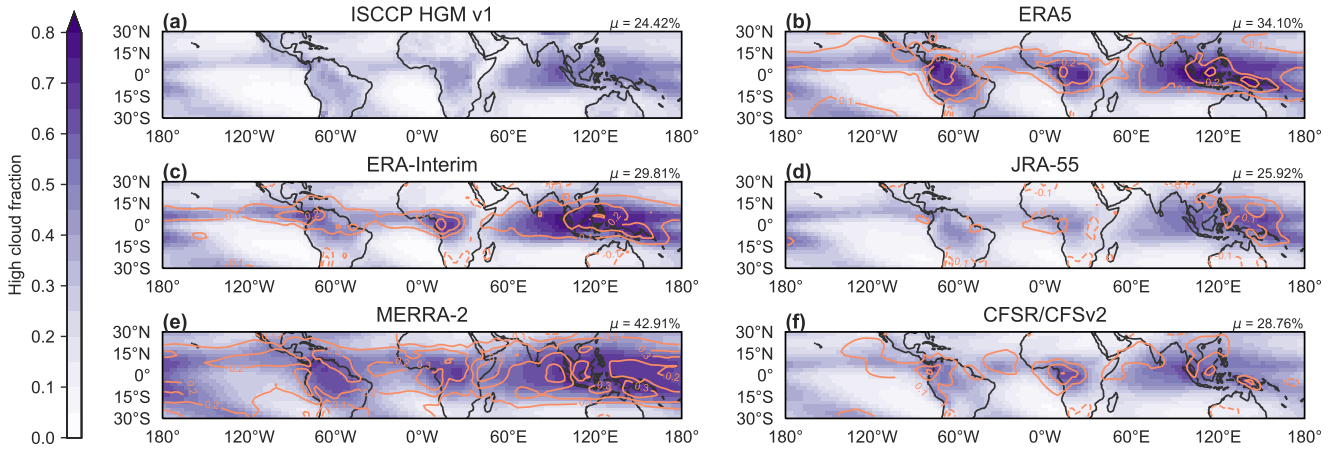 High cloud fraction
0.8
0.7
0.6
0.5
0.4
0.3
0.2
0.1
0.0
(a) ISCCP HGM v1 μ = 24.42%
30°N
15°N
0°
15°S
30°S
180° 120°W 60°W 0°W 60°E 120°E 180°
(b) ERA5 μ = 34.10%
30°N
15°N
0°
15°S
30°S
180° 120°W 60°W 0°W 60°E 120°E 180°
(c) ERA-Interim μ = 29.81%
30°N
15°N
0°
15°S
30°S
180° 120°W 60°W 0°W 60°E 120°E 180°
(d) JRA-55 μ = 25.92%
30°N
15°N
0°
15°S
30°S
180° 120°W 60°W 0°W 60°E 120°E 180°
(e) MERRA-2 μ = 42.91%
30°N
15°N
0°
15°S
30°S
180° 120°W 60°W 0°W 60°E 120°E 180°
(f) CFSR/CFSv2 μ = 28.76%
30°N
15°N
0°
15°S
30°S
180° 120°W 60°W 0°W 60°E 120°E 180°